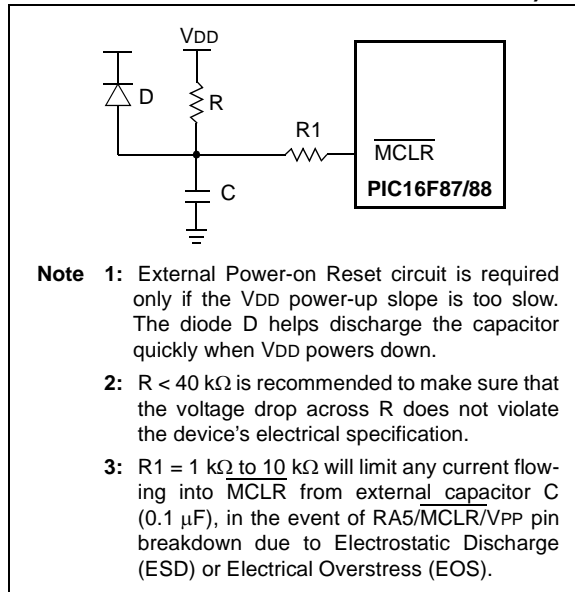 VDD
D
R
R1
MCLR
PIC16F87/88
C
Note 1: External Power-on Reset circuit is required
only if the VDD power-up slope is too slow.
The diode D helps discharge the capacitor
quickly when VDD powers down.
2: R < 40 kΩ is recommended to make sure that
the voltage drop across R does not violate
the device's electrical specification.
3: R1 = 1 kΩ to 10 kΩ will limit any current flow-
ing into MCLR from external capacitor C
(0.1 μF), in the event of RA5/MCLR/VPP pin
breakdown due to Electrostatic Discharge
(ESD) or Electrical Overstress (EOS).